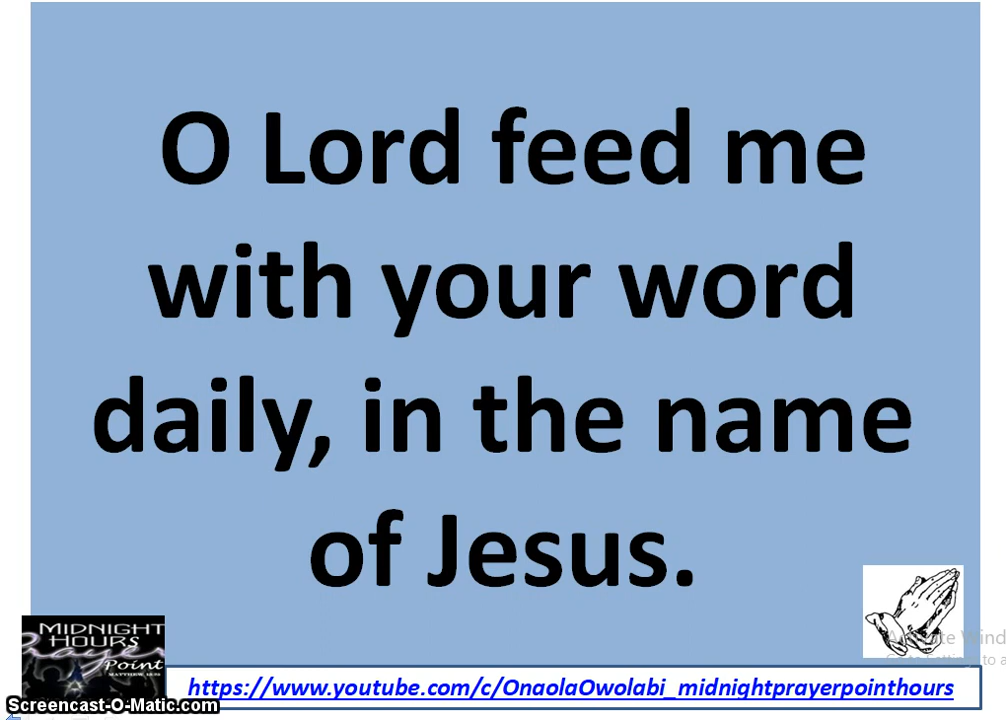 O Lord feed me
with your word
daily, in the name
of Jesus.
MIDNIGHT
HOURS
Prayer
Point
https://www.youtube.com/c/OnaolaOwolabi_midnightprayerpointhours
Screencast-O-Matic.com